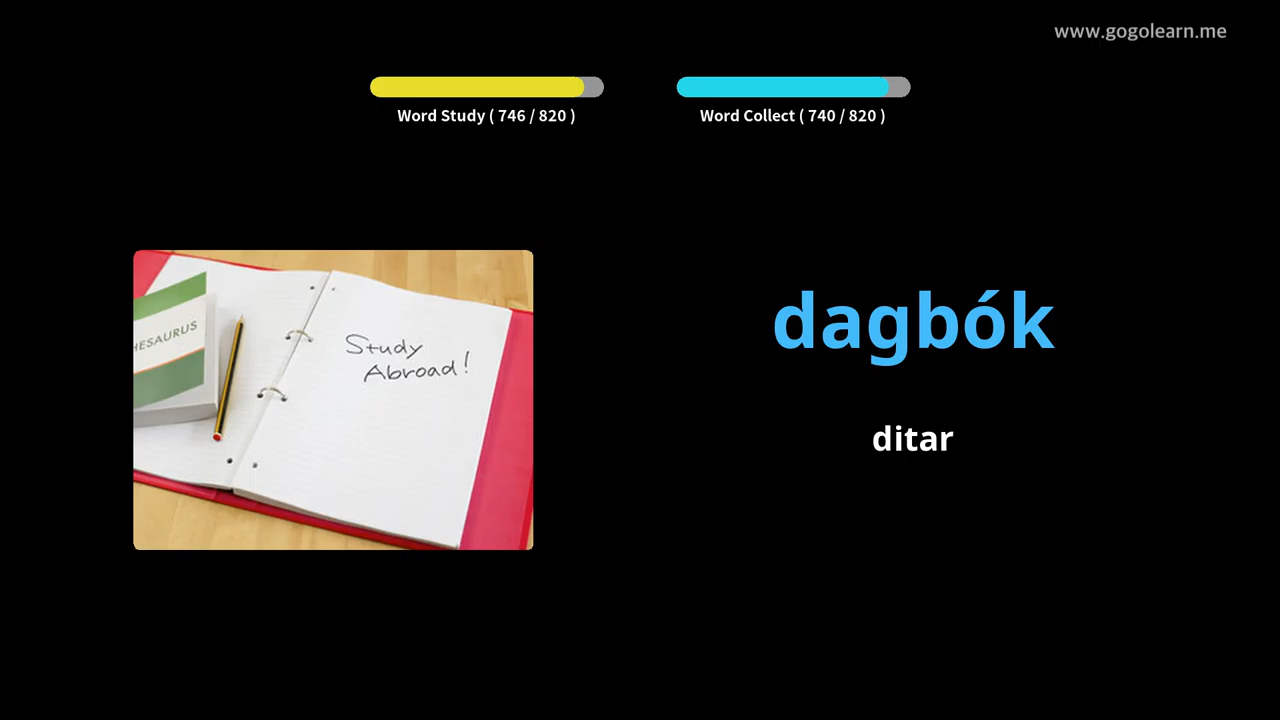 www.gogolearn.me
Word Study ( 746 / 820 )
Word Collect ( 740 / 820 )
HESAURUS
Study
Abroad!
dagbók
ditar